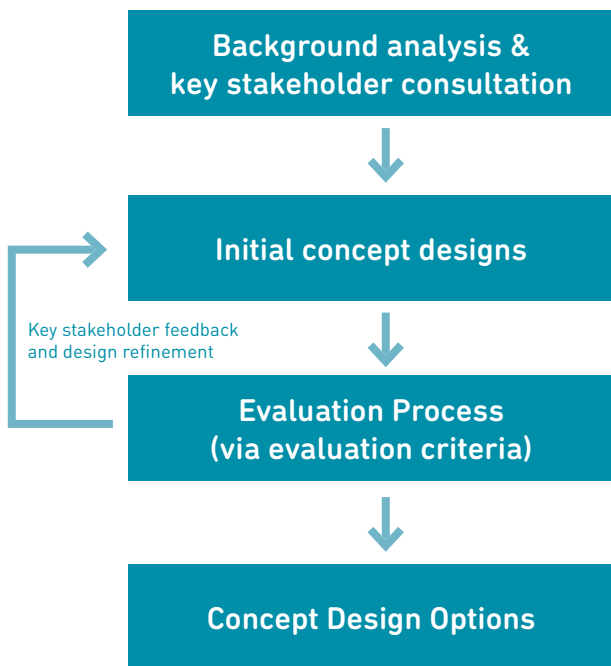 Background analysis &
key stakeholder consultation
Initial concept designs
Key stakeholder feedback
and design refinement
Evaluation Process
(via evaluation criteria)
Concept Design Options